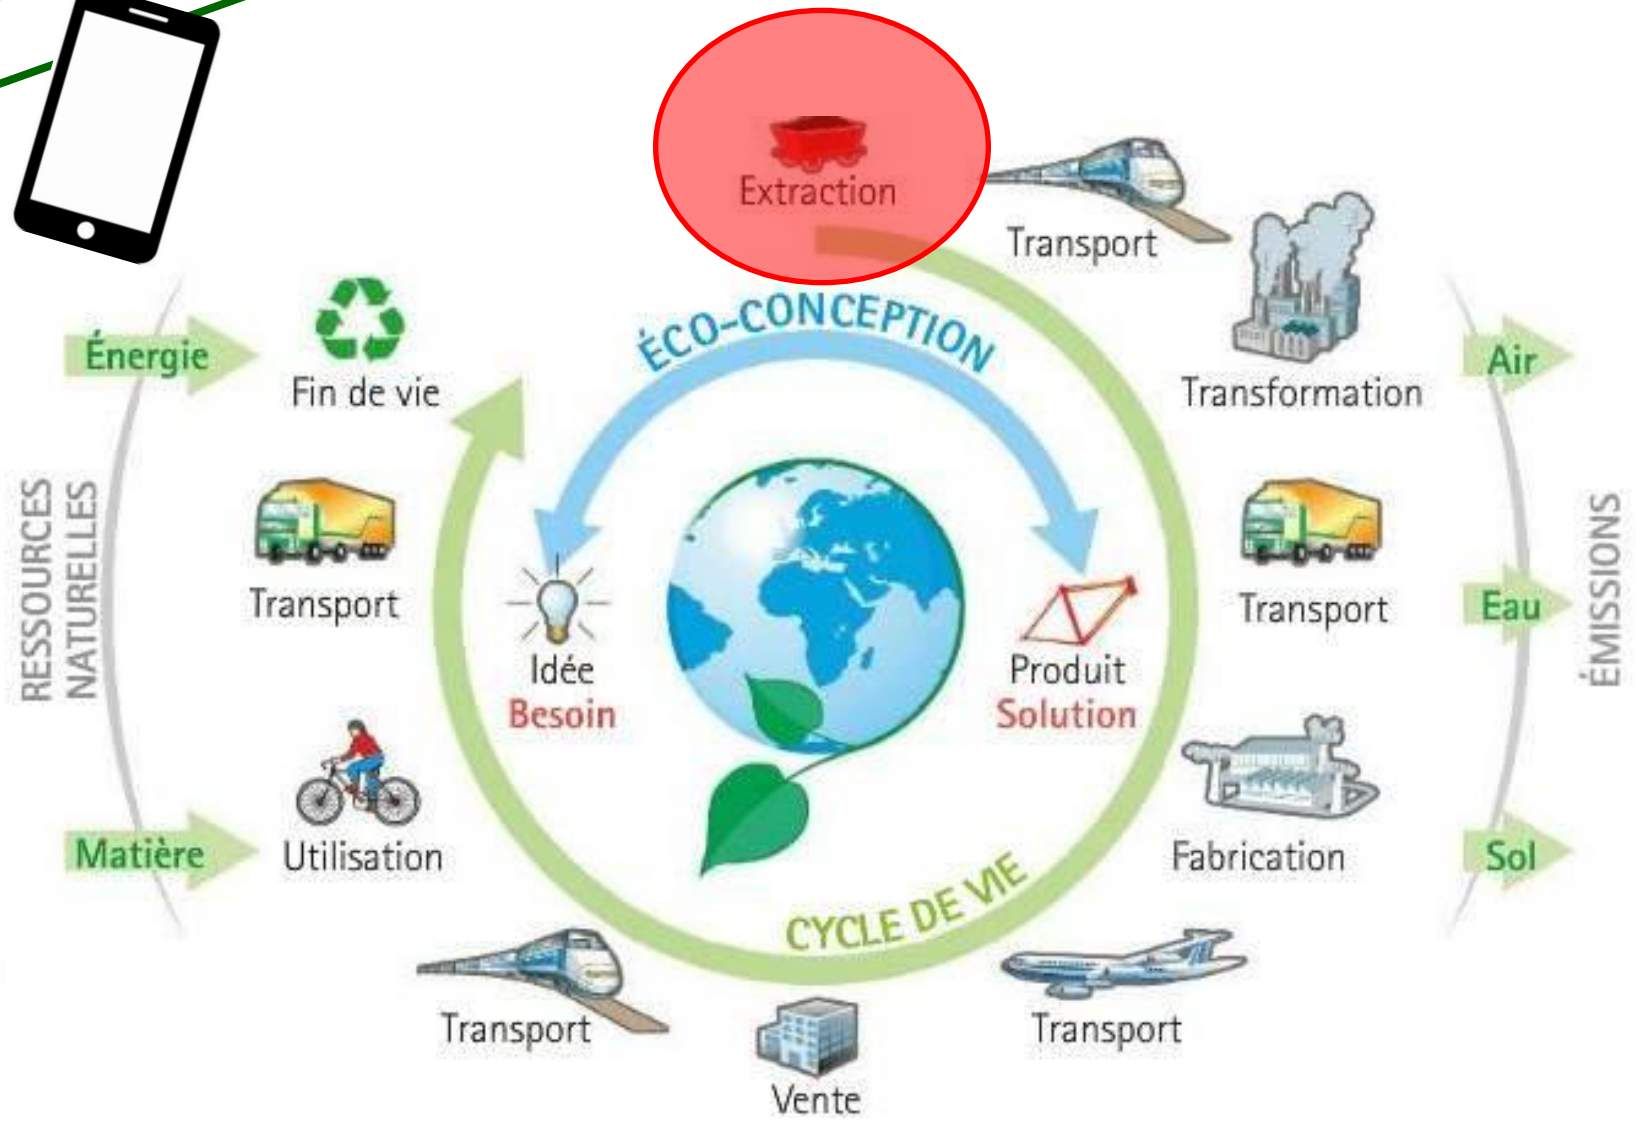 Extraction
Transport
Transformation
Transport
Fabrication
Transport
Vente
Transport
Utilisation
Transport
Fin de vie
ÉCO-CONCEPTION
Idée
Besoin
Produit
Solution
CYCLE DE VIE
RESSOURCES
NATURELLES
Énergie
Matière
Air
Eau
Sol
ÉMISSIONS